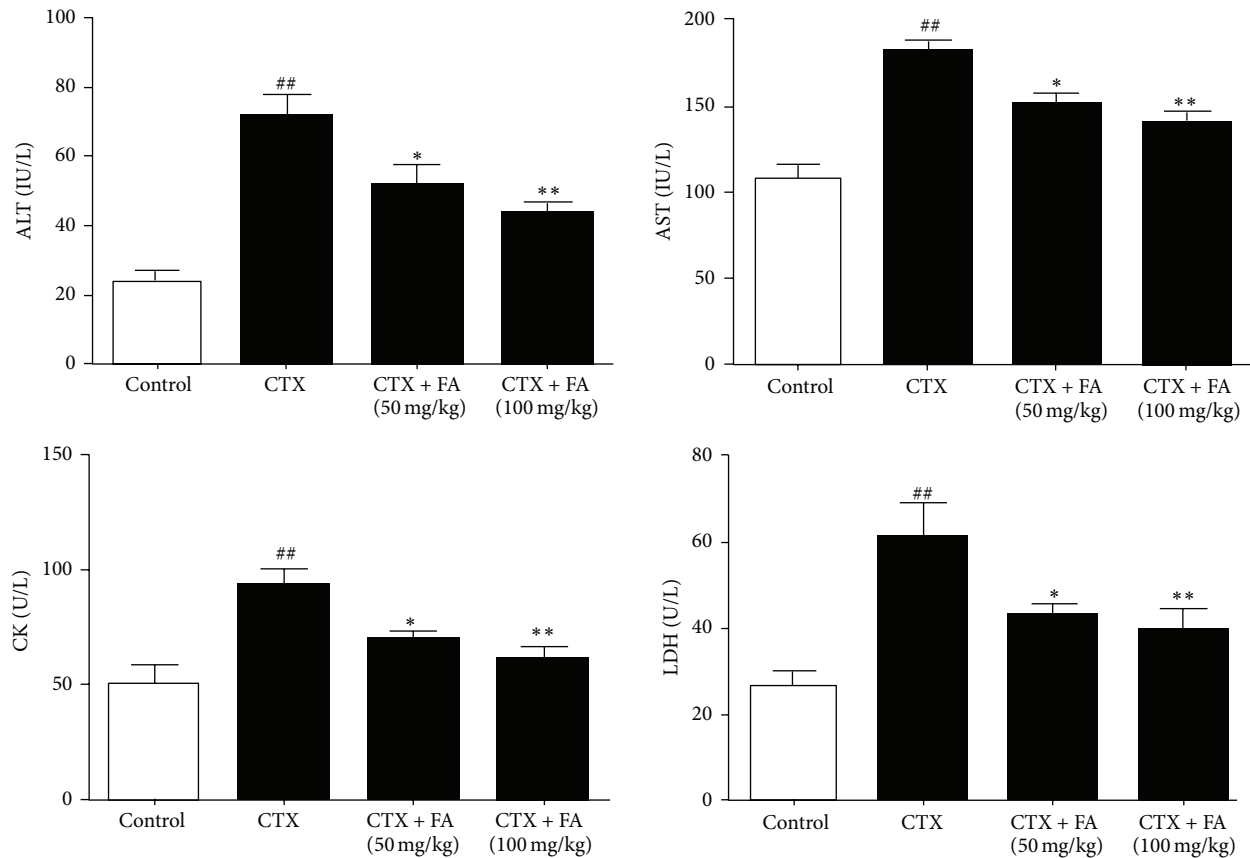 100
80
60
40
20
0
ALT (IU/L)
##
*
**
Control
CTX
CTX + FA
(50 mg/kg)
CTX + FA
(100 mg/kg)
200
150
100
50
0
AST (IU/L)
##
*
**
Control
CTX
CTX + FA
(50 mg/kg)
CTX + FA
(100 mg/kg)
150
100
50
0
CK (U/L)
##
*
**
Control
CTX
CTX + FA
(50 mg/kg)
CTX + FA
(100 mg/kg)
80
60
40
20
0
LDH (U/L)
##
*
**
Control
CTX
CTX + FA
(50 mg/kg)
CTX + FA
(100 mg/kg)